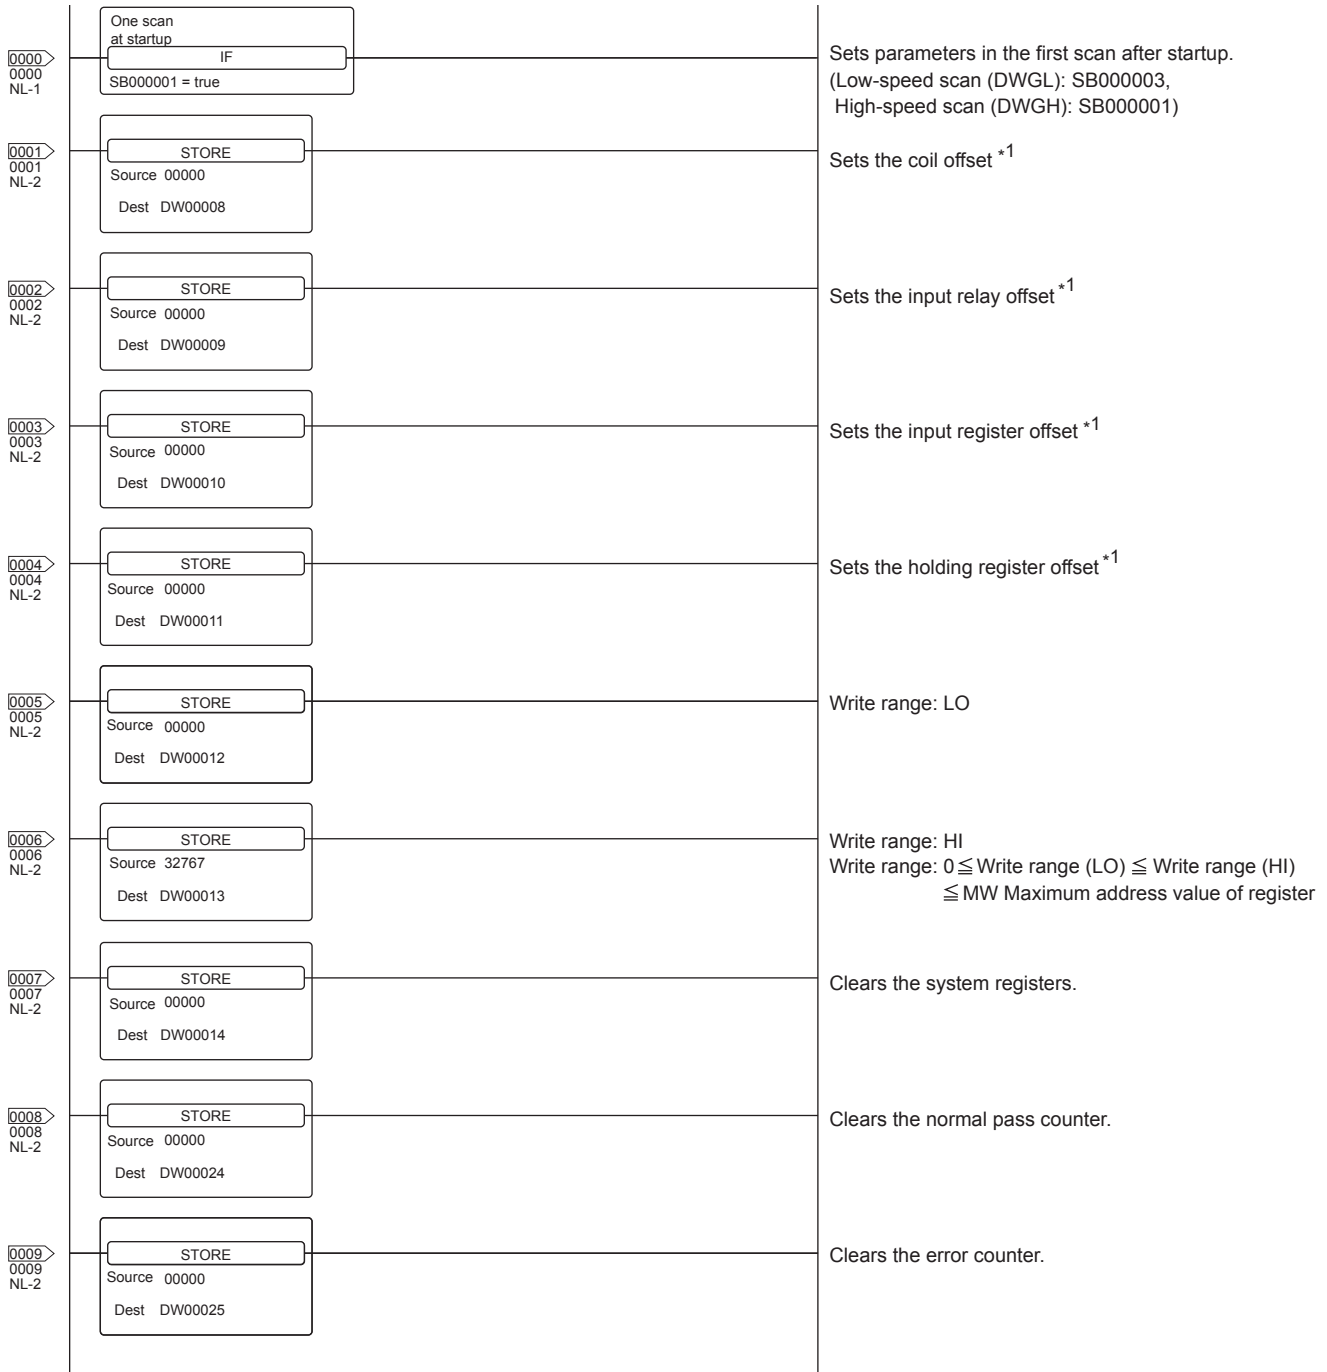 One scan
at startup
IF
SB000001 = true
0000
0000
NL-1
Sets parameters in the first scan after startup.
(Low-speed scan (DWGL): SB000003,
High-speed scan (DWGH): SB000001)
0001
0001
NL-2
STORE
Source 00000
Dest DW00008
Sets the coil offset *1
0002
0002
NL-2
STORE
Source 00000
Dest DW00009
Sets the input relay offset *1
0003
0003
NL-2
STORE
Source 00000
Dest DW00010
Sets the input register offset *1
0004
0004
NL-2
STORE
Source 00000
Dest DW00011
Sets the holding register offset *1
0005
0005
NL-2
STORE
Source 00000
Dest DW00012
Write range: LO
0006
0006
NL-2
STORE
Source 32767
Dest DW00013
Write range: HI
Write range: 0≦Write range (LO) ≦ Write range (HI)
≦MW Maximum address value of register
0007
0007
NL-2
STORE
Source 00000
Dest DW00014
Clears the system registers.
0008
0008
NL-2
STORE
Source 00000
Dest DW00024
Clears the normal pass counter.
0009
0009
NL-2
STORE
Source 00000
Dest DW00025
Clears the error counter.